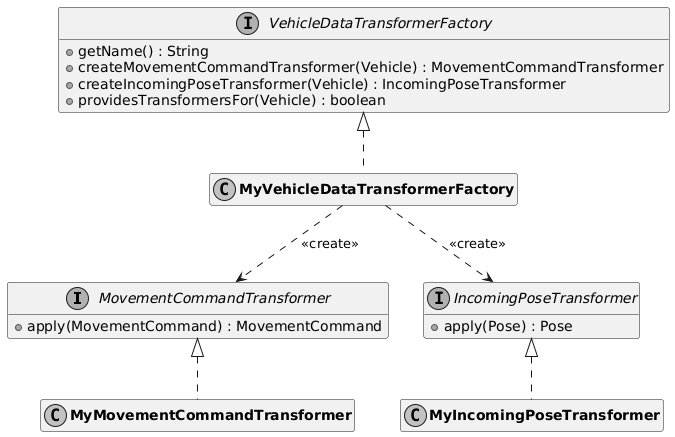 I VehicleDataTransformerFactory
getName() : String
createMovementCommandTransformer(Vehicle) : MovementCommandTransformer
createIncomingPoseTransformer(Vehicle) : IncomingPoseTransformer
providesTransformersFor(Vehicle) : boolean
C MyVehicleDataTransformerFactory
«create» «create»
I MovementCommandTransformer
apply(MovementCommand) : MovementCommand
I IncomingPoseTransformer
apply(Pose) : Pose
C MyMovementCommandTransformer
C MyIncomingPoseTransformer